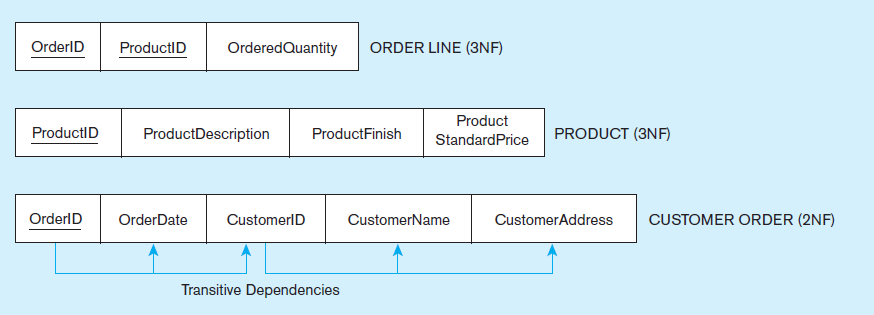 OrderID ProductID OrderedQuantity ORDER LINE (3NF)
ProductID ProductDescription ProductFinish Product
StandardPrice PRODUCT (3NF)
OrderID OrderDate CustomerID CustomerName CustomerAddress CUSTOMER ORDER (2NF)
Transitive Dependencies